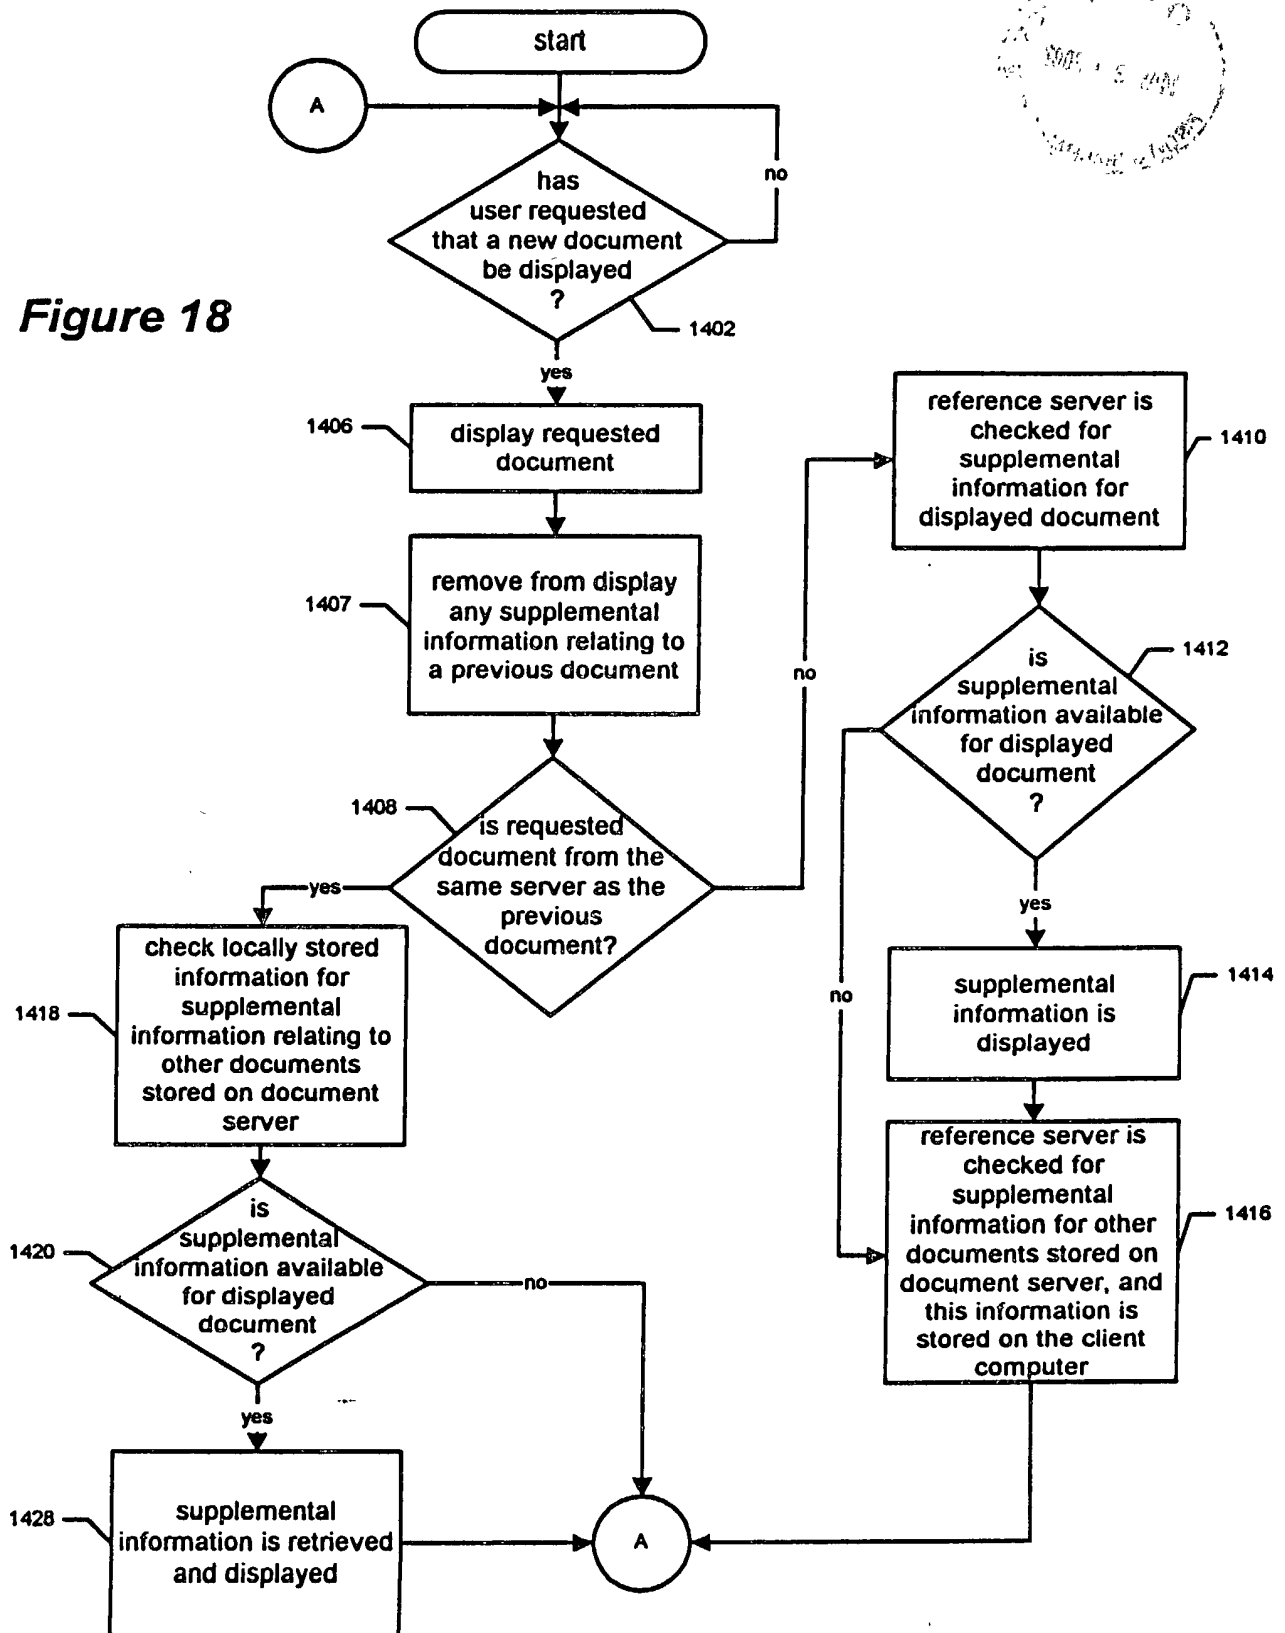 start
A
no
has
user requested
that a new document
be displayed
?
1402
Figure 18
yes
1406
display requested
document
1407
remove from display
any supplemental
information relating to
a previous document
1408
is requested
document from the
same server as the
previous
document?
yes
no
reference server is
checked for
supplemental
information for
displayed document
1410
is
supplemental
information available
for displayed
document
?
1412
yes
no
supplemental
information is
displayed
1414
reference server is
checked for
supplemental
information for other
documents stored on
document server, and
this information is
stored on the client
computer
1416
1418
check locally stored
information for
supplemental
information relating to
other documents
stored on document
server
1420
is
supplemental
information available
for displayed
document
?
no
yes
1428
supplemental
information is retrieved
and displayed
A